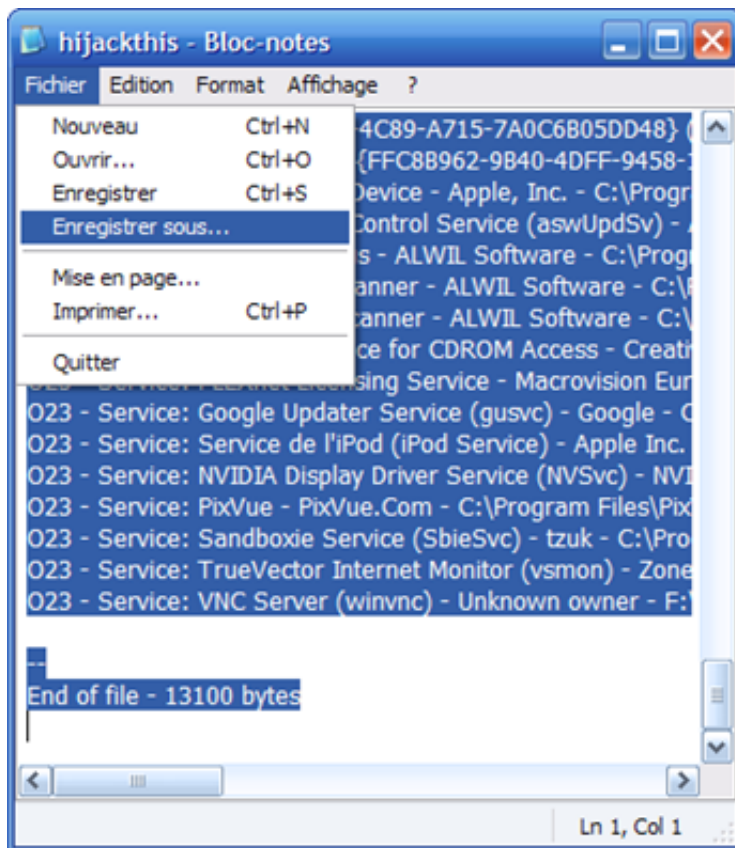 hijackthis - Bloc-notes
Fichier Edition Format Affichage ?
Nouveau Ctrl+N
Ouvrir... Ctrl+O
Enregistrer Ctrl+S
Enregistrer sous...
Mise en page...
Imprimer... Ctrl+P
Quitter
-4C89-A715-7A0C6B05DD48} (
{FFC8B962-9B40-4DFF-9458-
Device - Apple, Inc. - C:\Progr
Control Service (aswUpdSv) -
s - ALWIL Software - C:\Progr
anner - ALWIL Software - C:\
canner - ALWIL Software - C:\
ce for CDROM Access - Creati
sing Service - Macrovision Eur
O23 - Service: Google Updater Service (gusvc) - Google - C
O23 - Service: Service de l'iPod (iPod Service) - Apple Inc.
O23 - Service: NVIDIA Display Driver Service (NVSvc) - NVI
O23 - Service: PixVue - PixVue.Com - C:\Program Files\Pix
O23 - Service: Sandboxie Service (SbieSvc) - tzuk - C:\Pro
O23 - Service: TrueVector Internet Monitor (vsmon) - Zone
O23 - Service: VNC Server (winvnc) - Unknown owner - F:\
--
End of file - 13100 bytes
Ln 1, Col 1